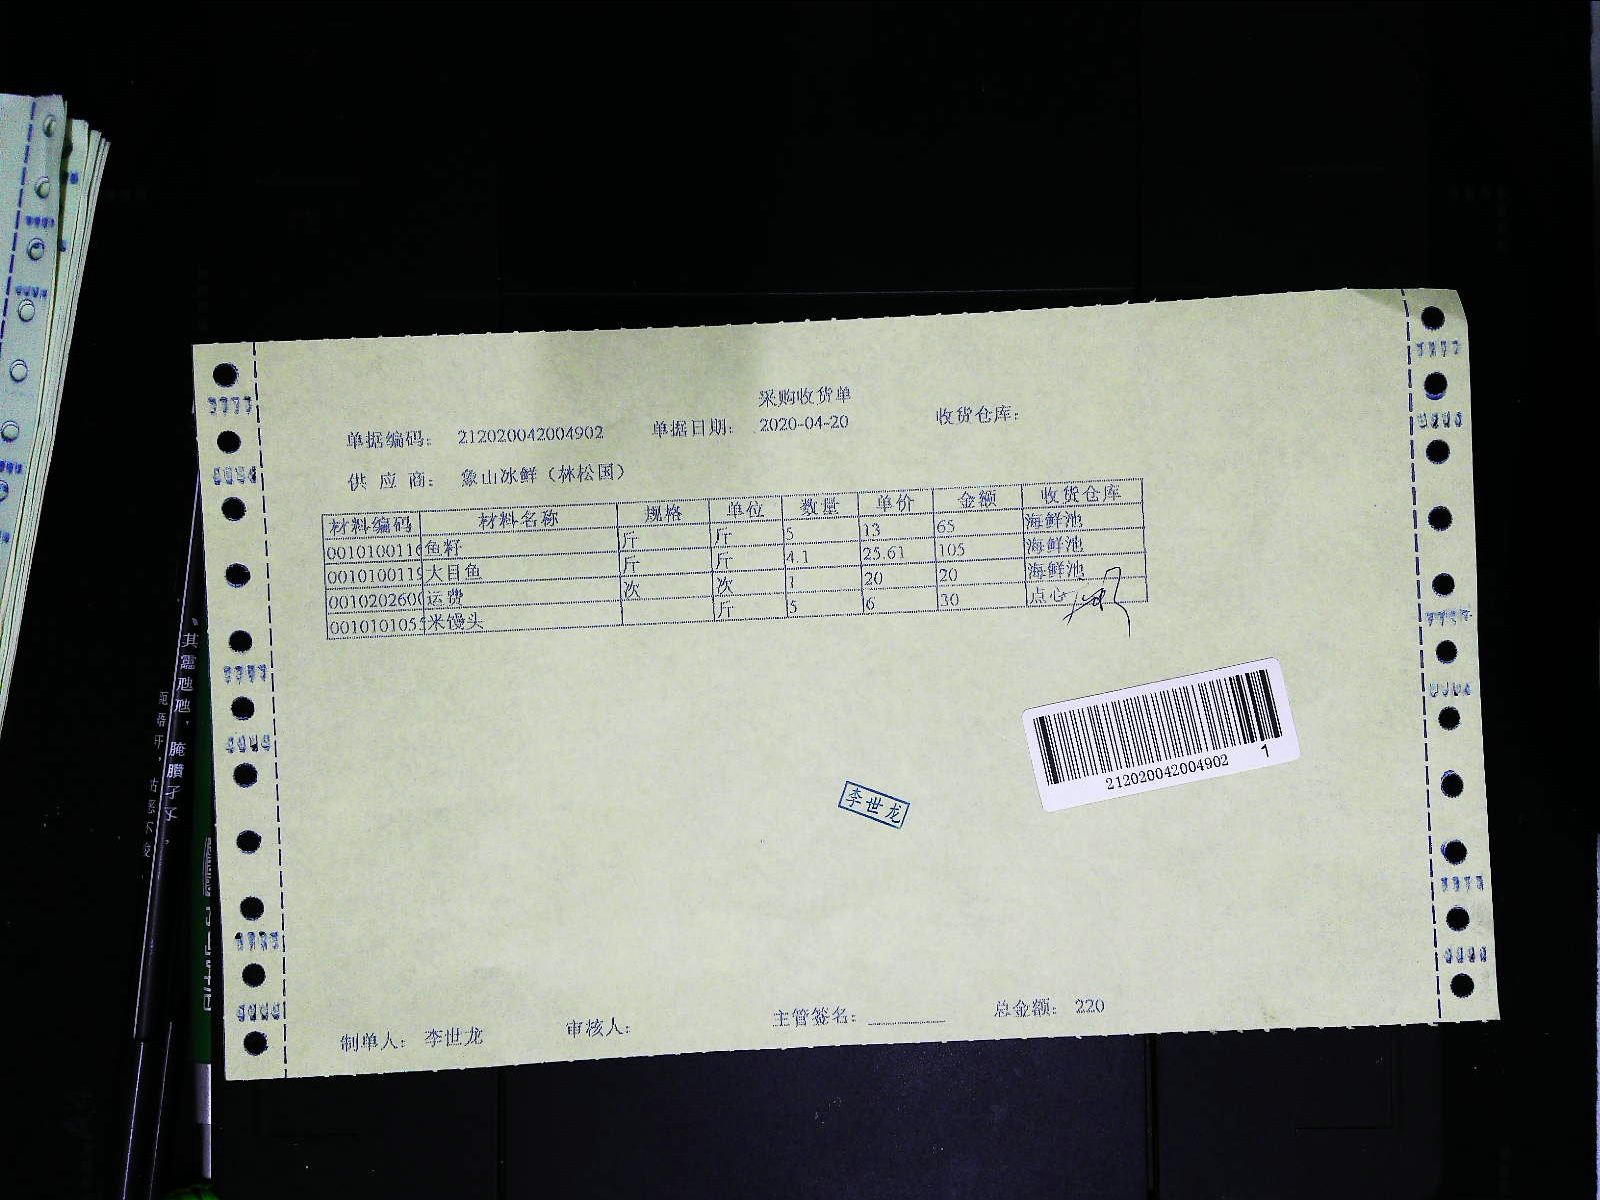 采购收货单
单据编码: 212020042004902 单据日期: 2020-04-20 收货仓库:
供应商: 象山冰鲜(林松国)
材料编码 材料名称 规格 单位 数量 单价 金额 收货仓库
001010011 鱼籽 斤 斤 5 13 65 海鲜池
001010011 大目鱼 斤 斤 4.1 25.61 105 海鲜池
001020260 运费 次 次 1 20 20 海鲜池
001010105 米馒头 斤 5 6 30 点心
212020042004902 1
李世龙
制单人: 李世龙 审核人: 主管签名: 总金额: 220